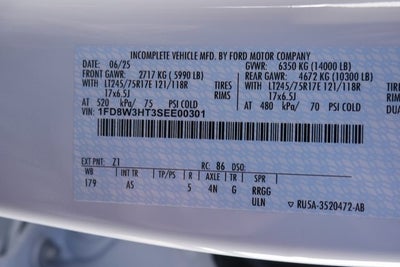 INCOMPLETE VEHICLE MFD. BY FORD MOTOR COMPANY
DATE: 06/25 GVWR: 6350 KG (14000 LB)
FRONT GAWR: 2717 KG ( 5990 LB) REAR GAWR: 4672 KG (10300 LB)
WITH LT245/75R17E 121/118R TIRES WITH LT245/75R17E 121/118R TIRES
17x6.5J RIMS 17x6.5J RIMS
AT 520 kPa/ 75 PSI COLD AT 480 kPa/ 70 PSI COLD DUA
VIN: 1FD8W3HT3SEE00301
EXT PNT: Z1 RC: 86 DSO:
WB INT TR TP/PS R AXLE TR SPR
179 A5 5 4N G RRGG
ULN ▽ RU5A-3520472-AB